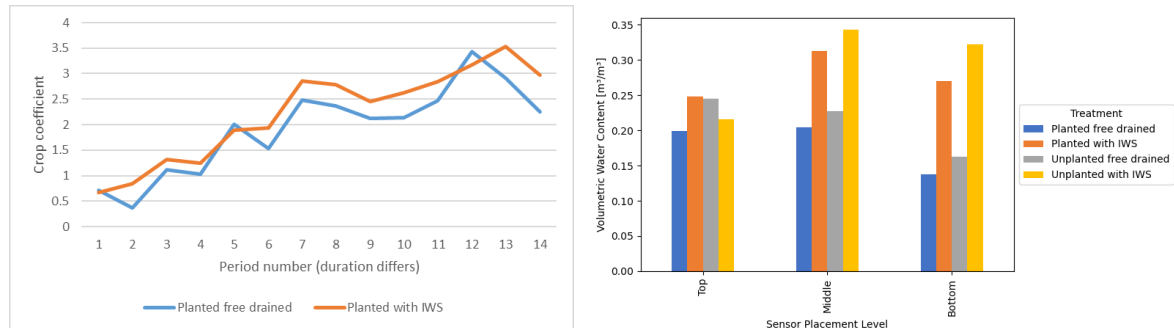 4
3.5
3
2.5
2
1.5
1
0.5
0
Crop coefficient
1 2 3 4 5 6 7 8 9 10 11 12 13 14
Period number (duration differs)
Planted free drained Planted with IWS
0.35
0.30
0.25
0.20
0.15
0.10
0.05
0.00
Volumetric Water Content [m³/m³]
Top Middle Bottom
Sensor Placement Level
Treatment
Planted free drained
Planted with IWS
Unplanted free drained
Unplanted with IWS